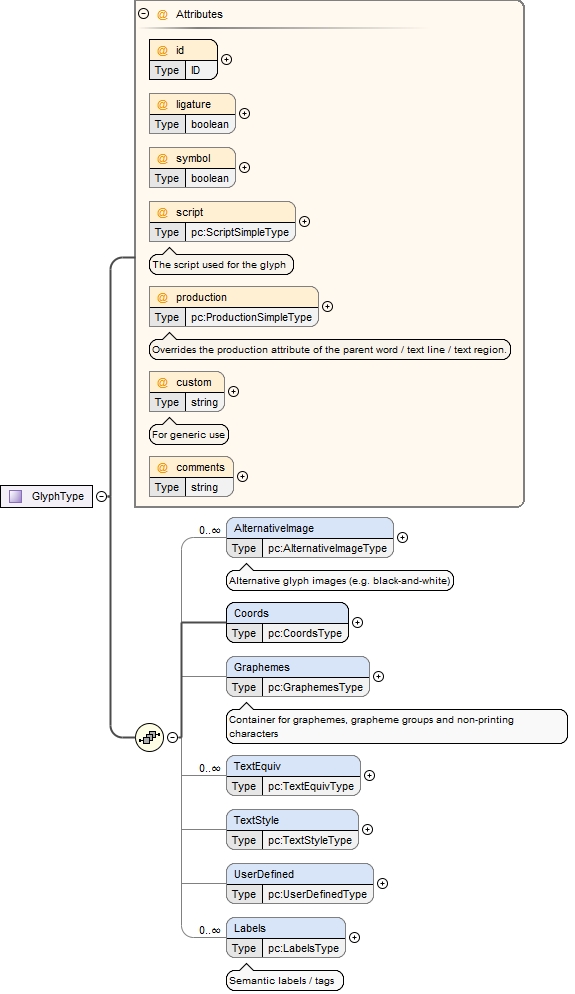 @ Attributes
@ id
Type ID
@ ligature
Type boolean
@ symbol
Type boolean
@ script
Type pc:ScriptSimpleType
The script used for the glyph
@ production
Type pc:ProductionSimpleType
Overrides the production attribute of the parent word / text line / text region.
@ custom
Type string
For generic use
@ comments
Type string
GlyphType
0..∞
AlternativeImage
Type pc:AlternativeImageType
Alternative glyph images (e.g. black-and-white)
Coords
Type pc:CoordsType
Graphemes
Type pc:GraphemesType
Container for graphemes, grapheme groups and non-printing
characters
0..∞
TextEquiv
Type pc:TextEquivType
TextStyle
Type pc:TextStyleType
UserDefined
Type pc:UserDefinedType
0..∞
Labels
Type pc:LabelsType
Semantic labels / tags